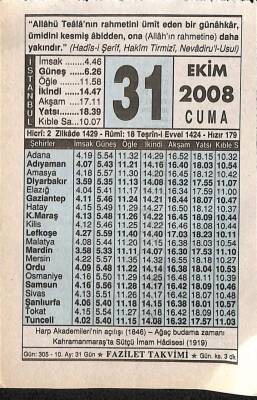 "Allâhü Teâlâ'nın rahmetini ümit eden bir günâhkâr,
ümidini kesmiş âbidden, ona (Allâh'ın rahmetine) daha
yakındır." (Hadîs-i Şerîf, Hakîm Tirmizî, Nevâdiru'l-Usul)
İSTANBUL
İmsak ........4.46
Güneş ......6.26
Öğle ........11.58
İkindi ......14.47
Akşam .....17.11
Yatsı........18.39
Kıble Sa...10.07
31
EKİM
2008
CUMA
Hicrî: 2 Zilkâde 1429 - Rûmî: 18 Teşrîn-i Evvel 1424 - Hızır 179
Şehirler İmsak Güneş Öğle İkindi Akşam Yatsı Kıble S
Adana 4.19 5.54 11.32 14.29 16.52 18.15 10.32
Adıyaman 4.07 5.43 11.21 14.16 16.40 18.03 10.54
Amasya 4.18 5.57 11.30 14.20 16.45 18.12 10.42
Diyarbakır 3.59 5.35 11.13 14.08 16.32 17.55 11.07
Elazığ 4.04 5.41 11.17 14.11 16.34 17.59 11.00
Gaziantep 4.11 5.46 11.24 14.21 16.44 18.07 10.47
Hatay 4.15 5.49 11.29 14.27 16.50 18.12 10.37
K.Maraş 4.13 5.48 11.26 14.22 16.45 18.09 10.44
Kilis 4.12 5.46 11.25 14.22 16.46 18.08 10.44
Lefkoşe 4.27 5.59 11.40 14.40 17.03 18.23 10.11
Malatya 4.08 5.44 11.20 14.15 16.38 18.03 10.54
Mardin 3.58 5.33 11.11 14.07 16.30 17.53 11.10
Mersin 4.22 5.57 11.35 14.32 16.55 18.18 10.27
Ordu 4.09 5.48 11.22 14.14 16.38 18.04 10.53
Osmaniye 4.16 5.50 11.29 14.25 16.48 18.11 10.39
Samsun 4.16 5.56 11.28 14.17 16.42 18.09 10.46
Sivas 4.13 5.51 11.26 14.17 16.42 18.07 10.48
Şanlıurfa 4.06 5.40 11.18 14.15 16.38 18.01 10.57
Tokat 4.15 5.54 11.27 14.18 16.42 18.09 10.46
Tunceli 4.02 5.40 11.15 14.08 16.32 17.57 11.03
Harp Akademileri'nin açılışı (1846) – Ağaç budama zamanı
Kahramanmaraş'ta Sütçü İmam Hâdisesi (1919)
Gün: 305 - 10. Ay: 31 Gün ★ FAZİLET TAKVİMİ ★ Gün. ks. 3 dk